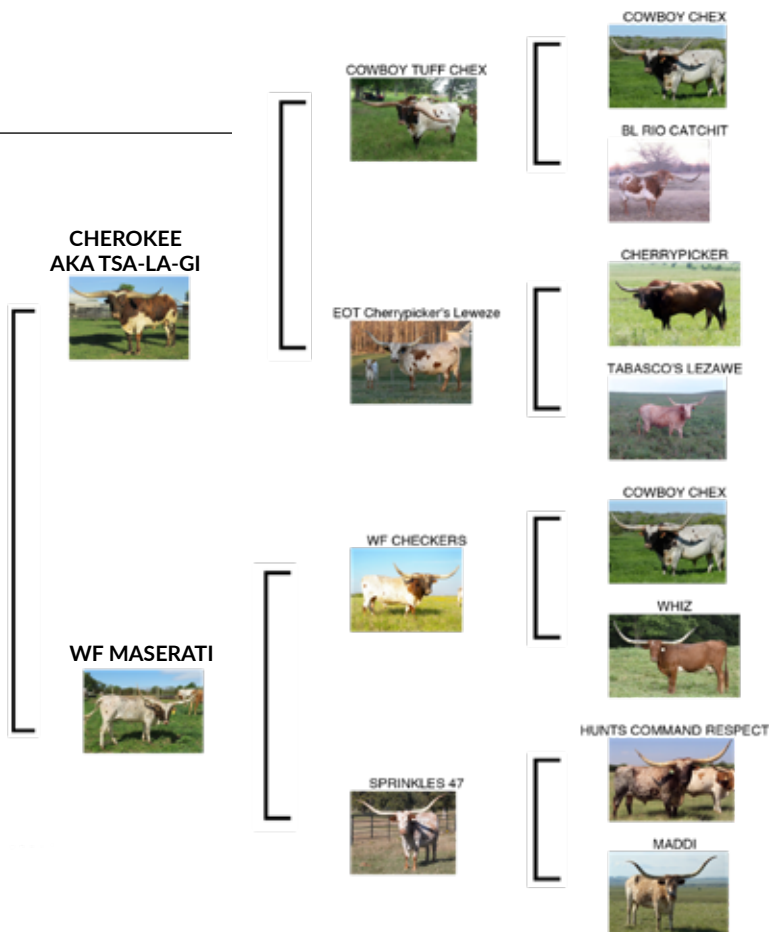 COWBOY CHEX
COWBOY TUFF CHEX
BL RIO CATCHIT
CHEROKEE
AKA TSA-LA-GI
CHERRYPICKER
EOT Cherrypicker's Leweze
TABASCO'S LEZAWE
COWBOY CHEX
WF CHECKERS
WHIZ
WF MASERATI
HUNTS COMMAND RESPECT
SPRINKLES 47
MADDI